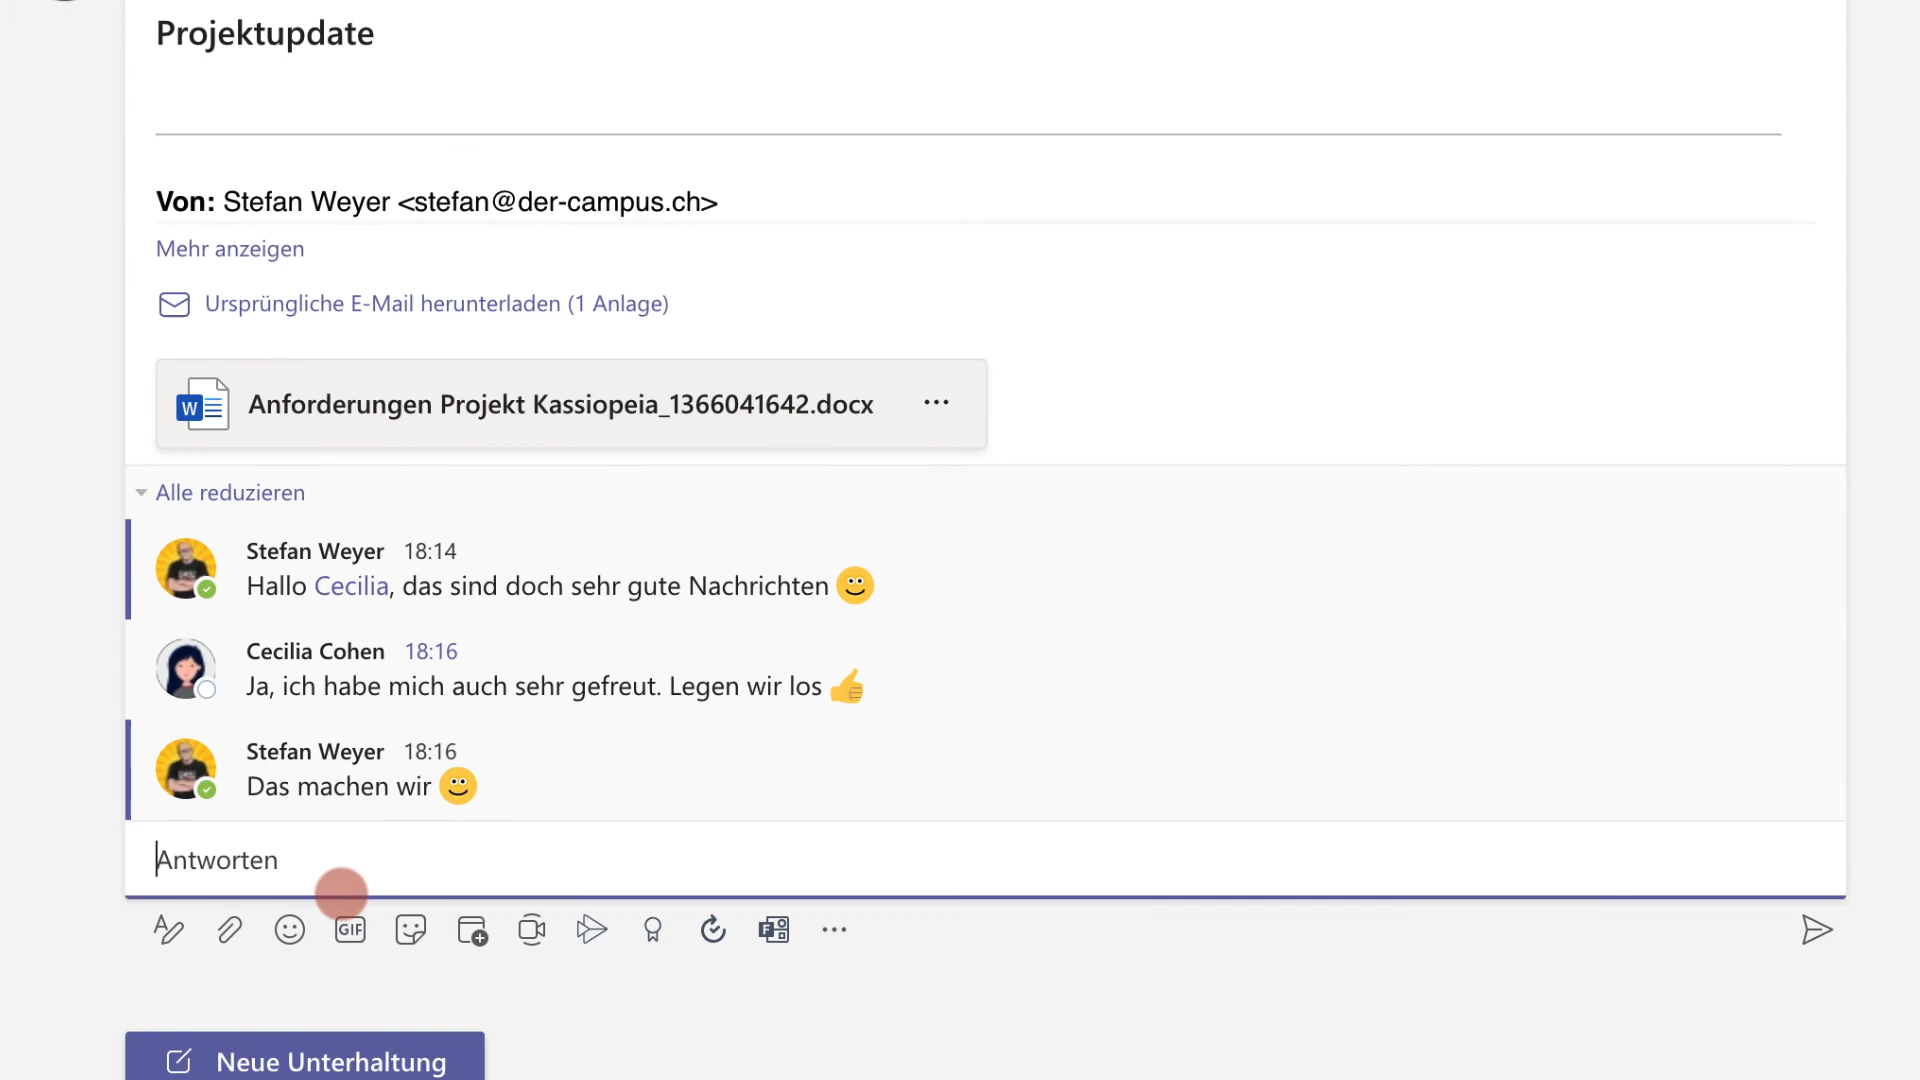 Projektupdate
Von: Stefan Weyer <stefan@der-campus.ch>
Mehr anzeigen
Ursprüngliche E-Mail herunterladen (1 Anlage)
W
Anforderungen Projekt Kassiopeia_1366041642.docx
Alle reduzieren
Stefan Weyer 18:14
Hallo Cecilia, das sind doch sehr gute Nachrichten
Cecilia Cohen 18:16
Ja, ich habe mich auch sehr gefreut. Legen wir los
Stefan Weyer 18:16
Das machen wir
Antworten
GIF
F
Neue Unterhaltung